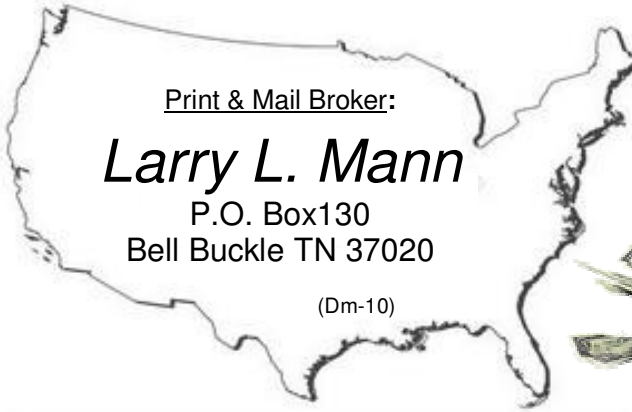 Print & Mail Broker:
Larry L. Mann
P.O. Box130
Bell Buckle TN 37020
(Dm-10)